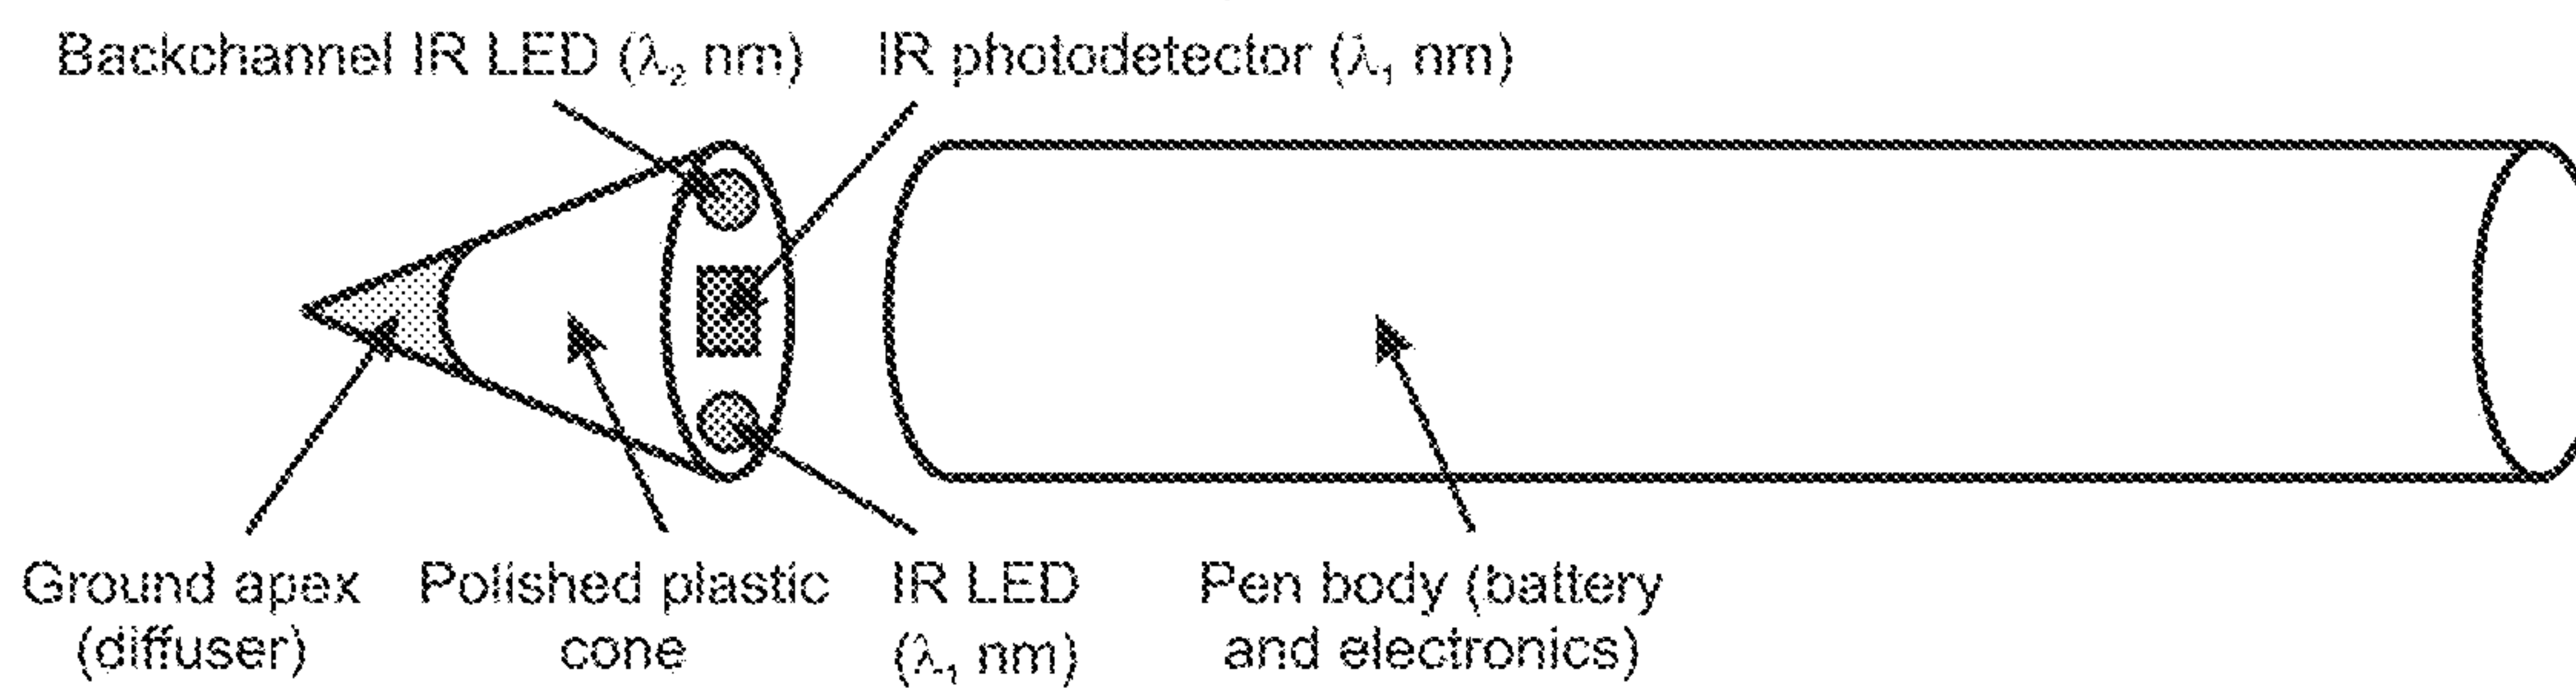 Backchannel IR LED (λ₂ nm)
IR photodetector (λ₁ nm)
Ground apex
(diffuser)
Polished plastic
cone
IR LED
(λ₁ nm)
Pen body (battery
and electronics)